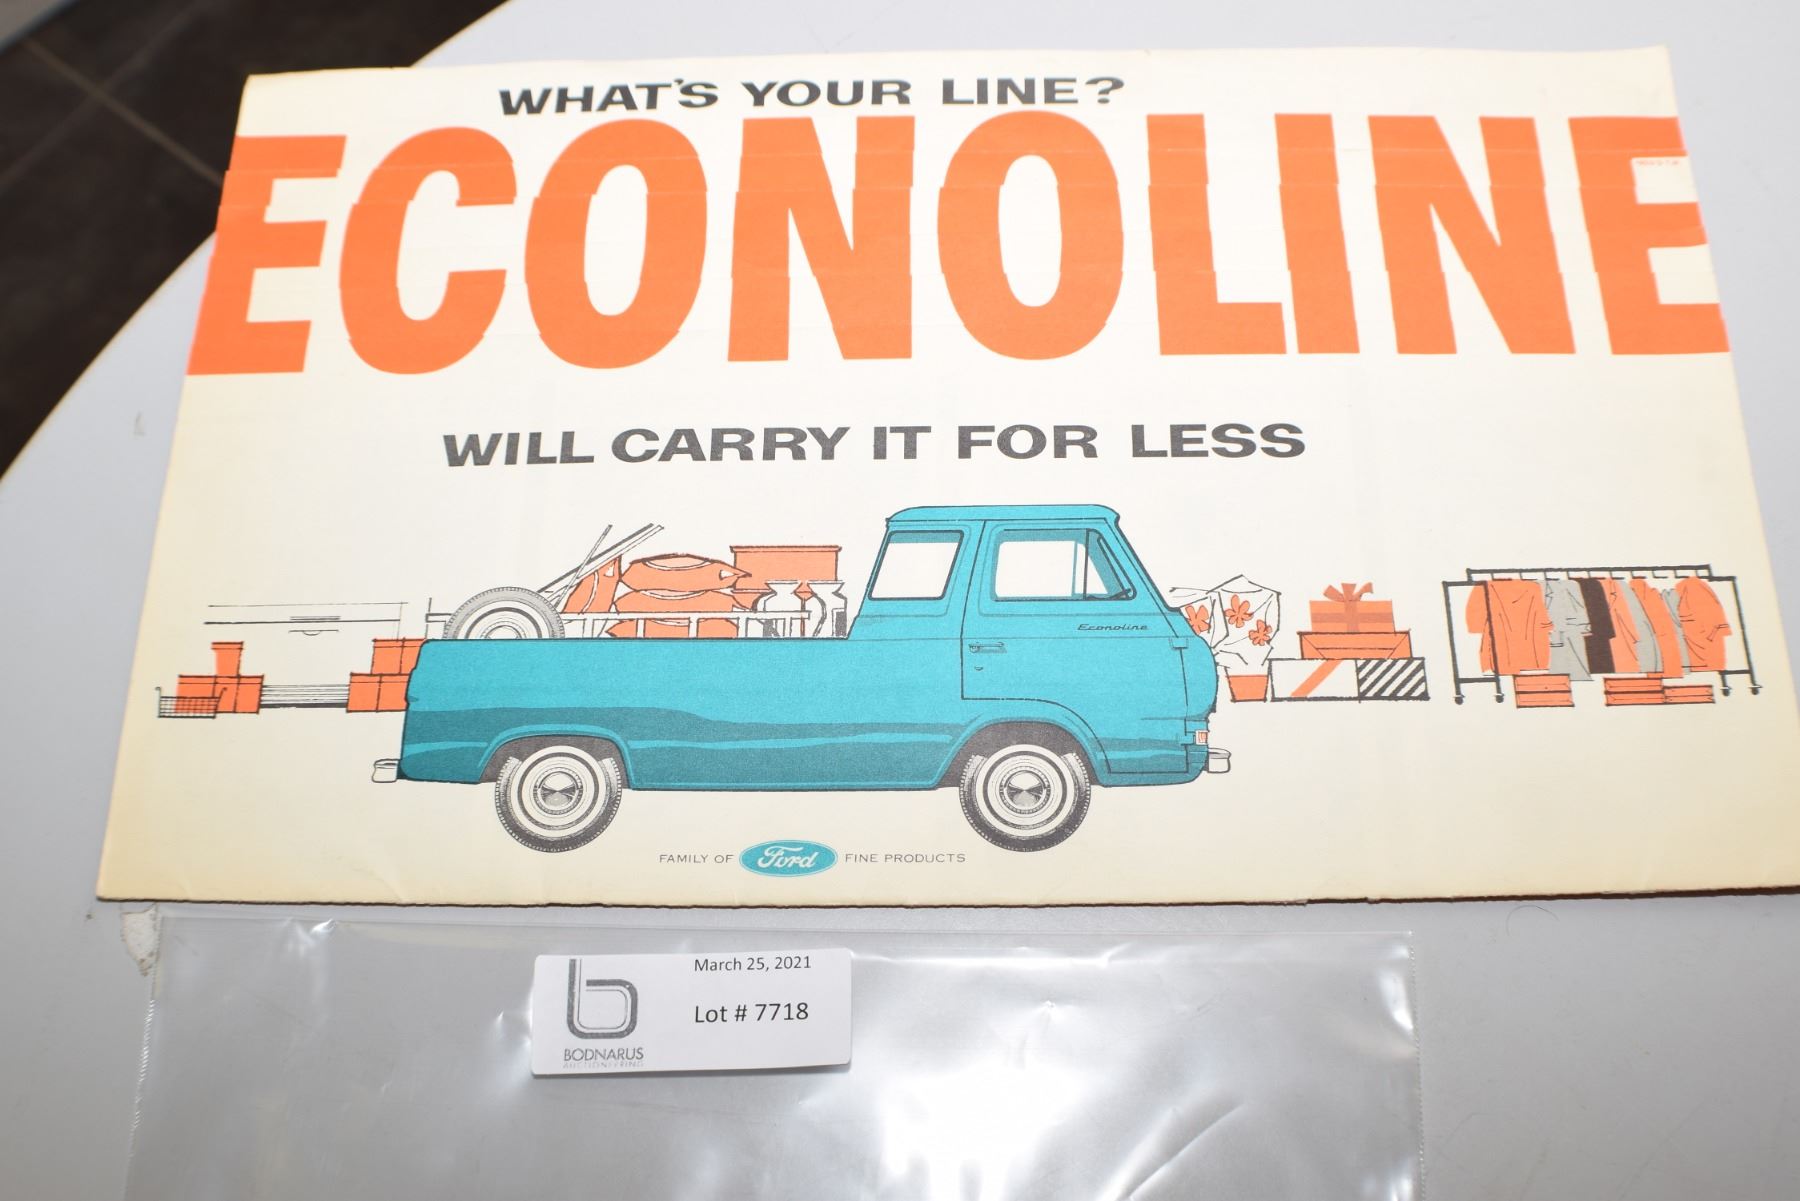 WHAT'S YOUR LINE?
ECONOLINE
WILL CARRY IT FOR LESS
Econoline
FAMILY OF Ford FINE PRODUCTS
March 25, 2021
Lot # 7718
BODNARUS
AUCTIONEERING